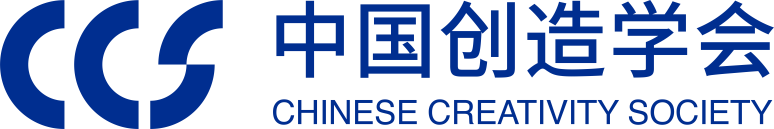 CCS
中国创造学会
CHINESE CREATIVITY SOCIETY